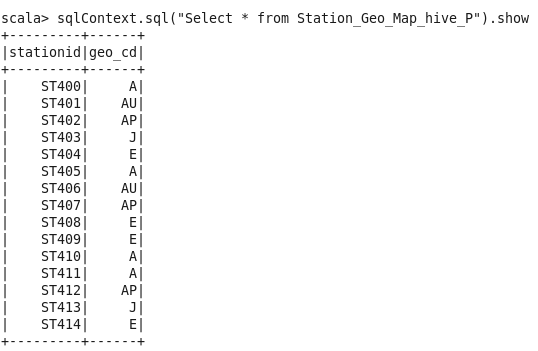 scala> sqlContext.sql("Select * from Station_Geo_Map_hive_P").show
+---------+------+
|stationid|geo_cd|
+---------+------+
|    ST400|     A|
|    ST401|    AU|
|    ST402|    AP|
|    ST403|     J|
|    ST404|     E|
|    ST405|     A|
|    ST406|    AU|
|    ST407|    AP|
|    ST408|     E|
|    ST409|     E|
|    ST410|     A|
|    ST411|     A|
|    ST412|    AP|
|    ST413|     J|
|    ST414|     E|
+---------+------+